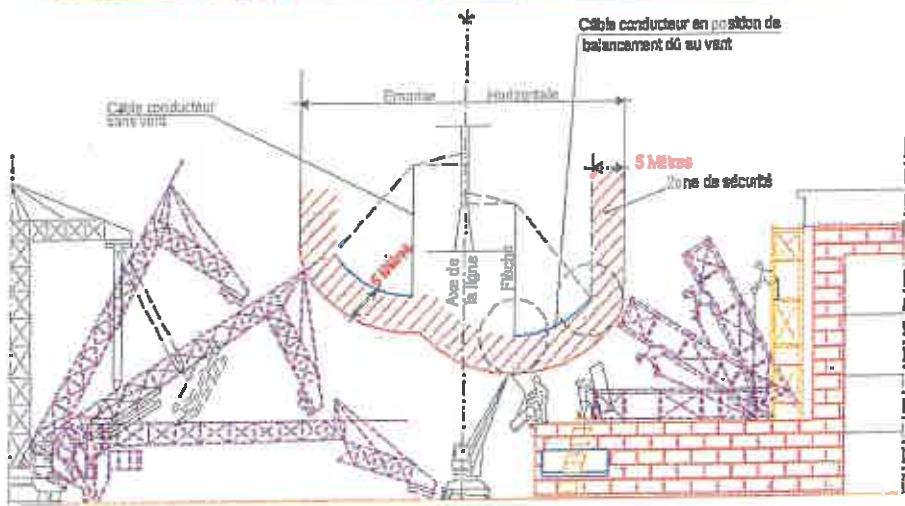 Câble conducteur en position de
balancement dû au vent
Emprise Horizontale
Câble conducteur
sans vent
5 Mètres
Zone de sécurité
5 Mètres
Axe de
la ligne
Flèche